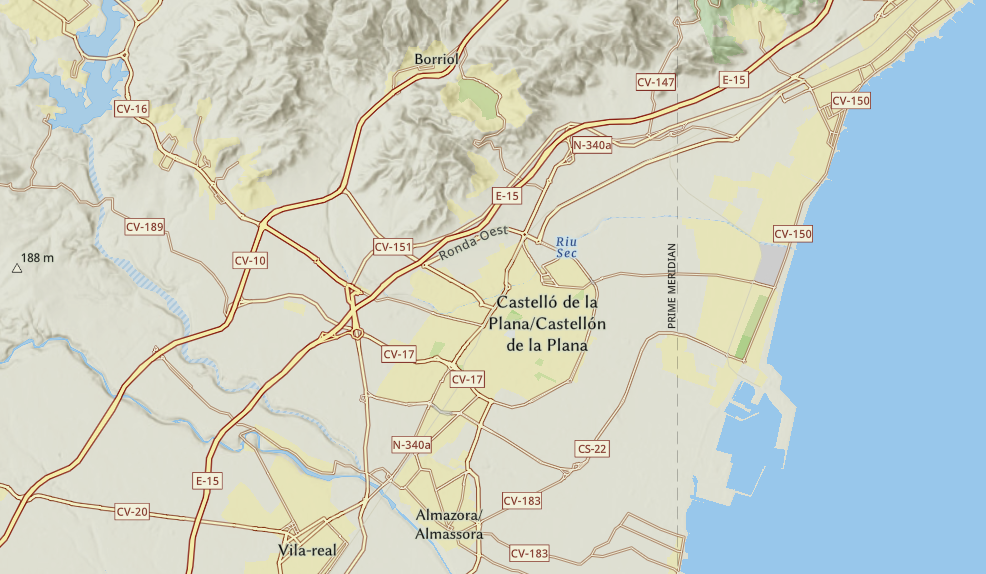 Borriol
CV-147
E-15
CV-150
CV-16
N-340a
E-15
CV-189
CV-151
Ronda-Oest
Riu
Sec
CV-150
188 m
CV-10
PRIME MERIDIAN
Castelló de la
Plana/Castellón
de la Plana
CV-17
CV-17
N-340a
CS-22
E-15
CV-183
CV-20
Almazora/
Almassora
Vila-real
CV-183